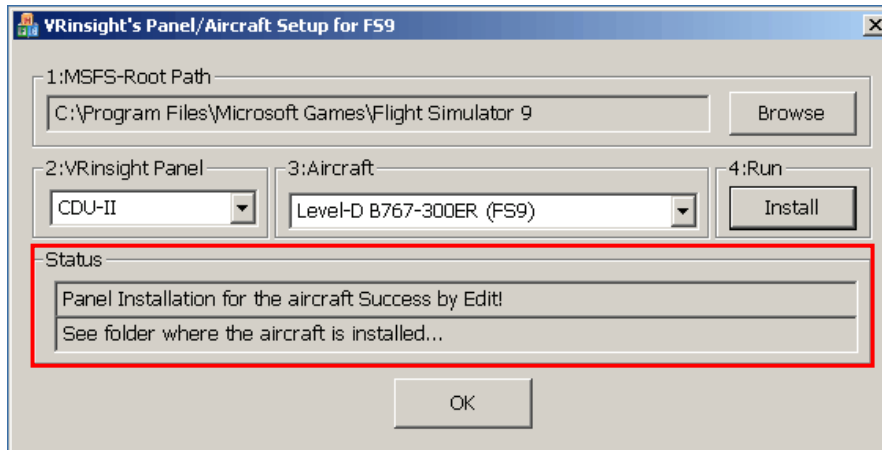 VRinsight's Panel/Aircraft Setup for FS9
1:MSFS-Root Path
C:\Program Files\Microsoft Games\Flight Simulator 9
Browse
2:VRinsight Panel
3:Aircraft
4:Run
CDU-II
Level-D B767-300ER (FS9)
Install
Status
Panel Installation for the aircraft Success by Edit!
See folder where the aircraft is installed...
OK